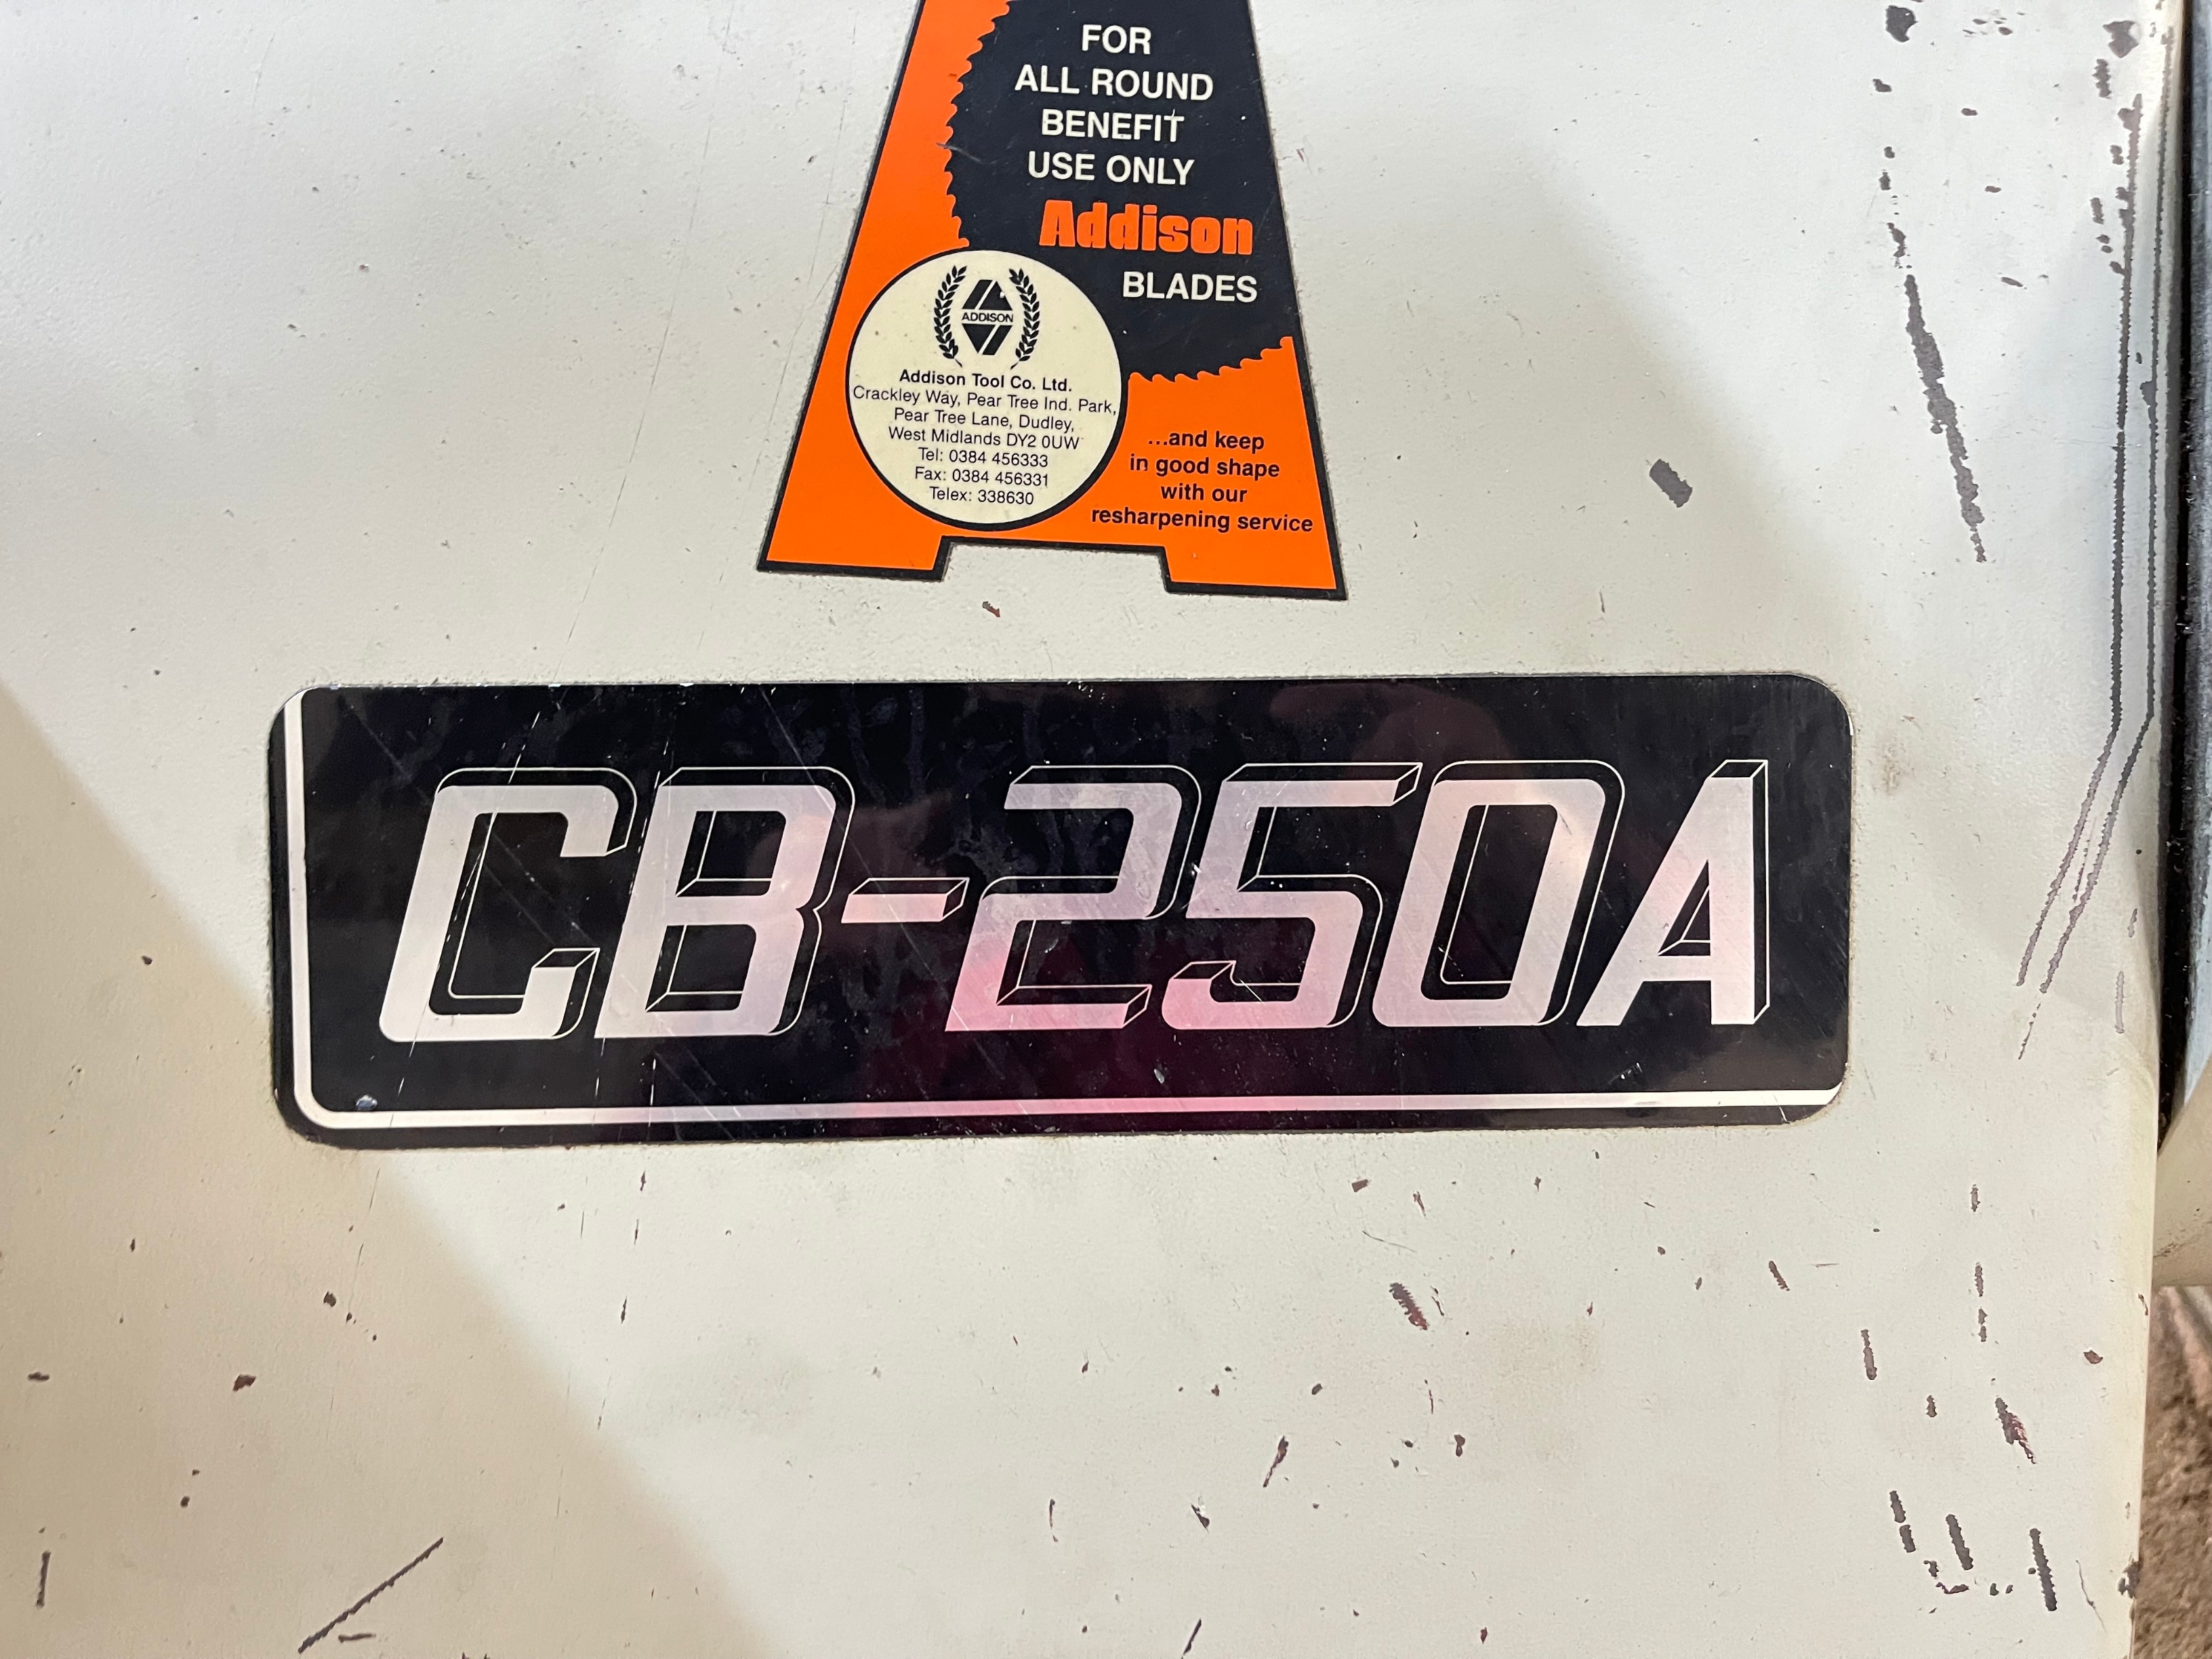 FOR
ALL ROUND
BENEFIT
USE ONLY
Addison
BLADES
ADDISON
Addison Tool Co. Ltd.
Crackley Way, Pear Tree Ind. Park,
Pear Tree Lane, Dudley,
West Midlands DY2 0UW
Tel: 0384 456333
Fax: 0384 456331
Telex: 338630
...and keep
in good shape
with our
resharpening service
CB-250A